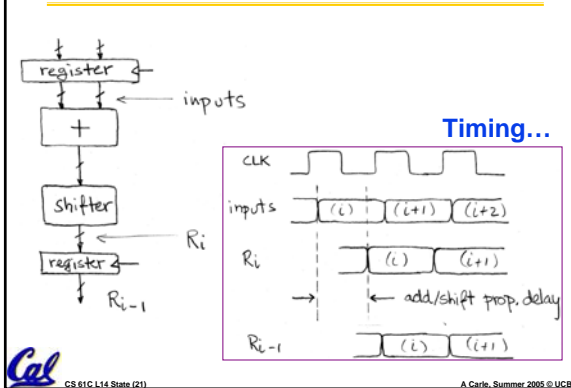 register
inputs
+
shifter
Ri
register
Ri-1
Timing…
CLK
inputs (i) (i+1) (i+2)
Ri (i) (i+1)
add/shift prop. delay
Ri-1 (i) (i+1)
Cal
CS 61C L14 State (21)
A Carle, Summer 2005 © UCB